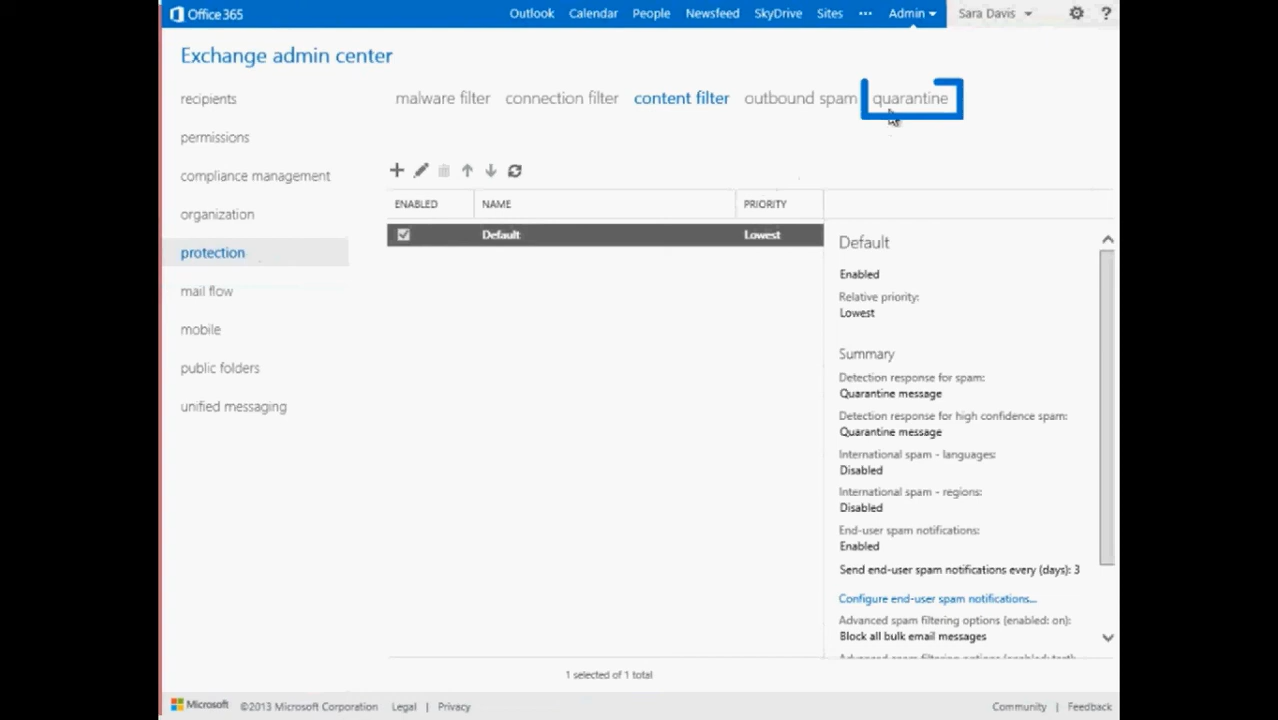 Office 365 Outlook Calendar People Newsfeed SkyDrive Sites ··· Admin Sara Davis ?
Exchange admin center
recipients
permissions
compliance management
organization
protection
mail flow
mobile
public folders
unified messaging
malware filter connection filter content filter outbound spam quarantine
ENABLED NAME PRIORITY
Default Lowest
Default
Enabled
Relative priority:
Lowest
Summary
Detection response for spam:
Quarantine message
Detection response for high confidence spam:
Quarantine message
International spam - languages:
Disabled
International spam - regions:
Disabled
End-user spam notifications:
Enabled
Send end-user spam notifications every (days): 3
Configure end-user spam notifications...
Advanced spam filtering options (enabled: on):
Block all bulk email messages
1 selected of 1 total
Microsoft ©2013 Microsoft Corporation Legal | Privacy Community | Feedback